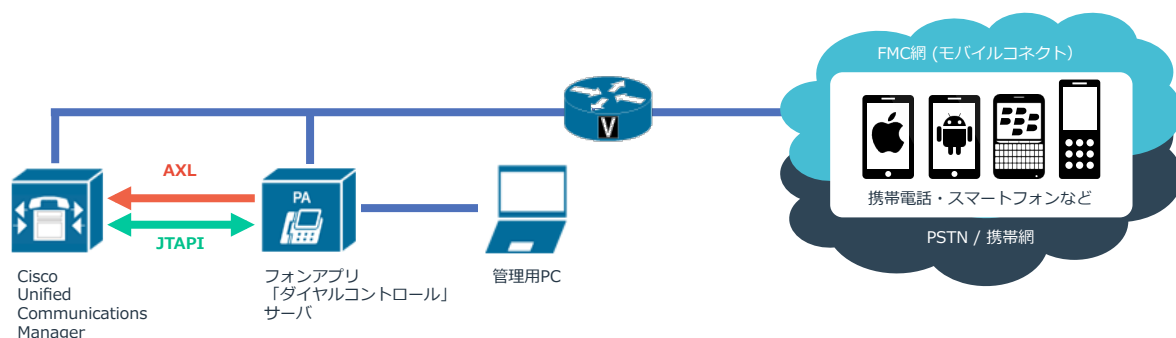 FMC網 (モバイルコネクト)
携帯電話・スマートフォンなど
PSTN / 携帯網
V
AXL
PA
JTAPI
Cisco
Unified
Communications
Manager
フォンアプリ
「ダイヤルコントロール」
サーバ
管理用PC